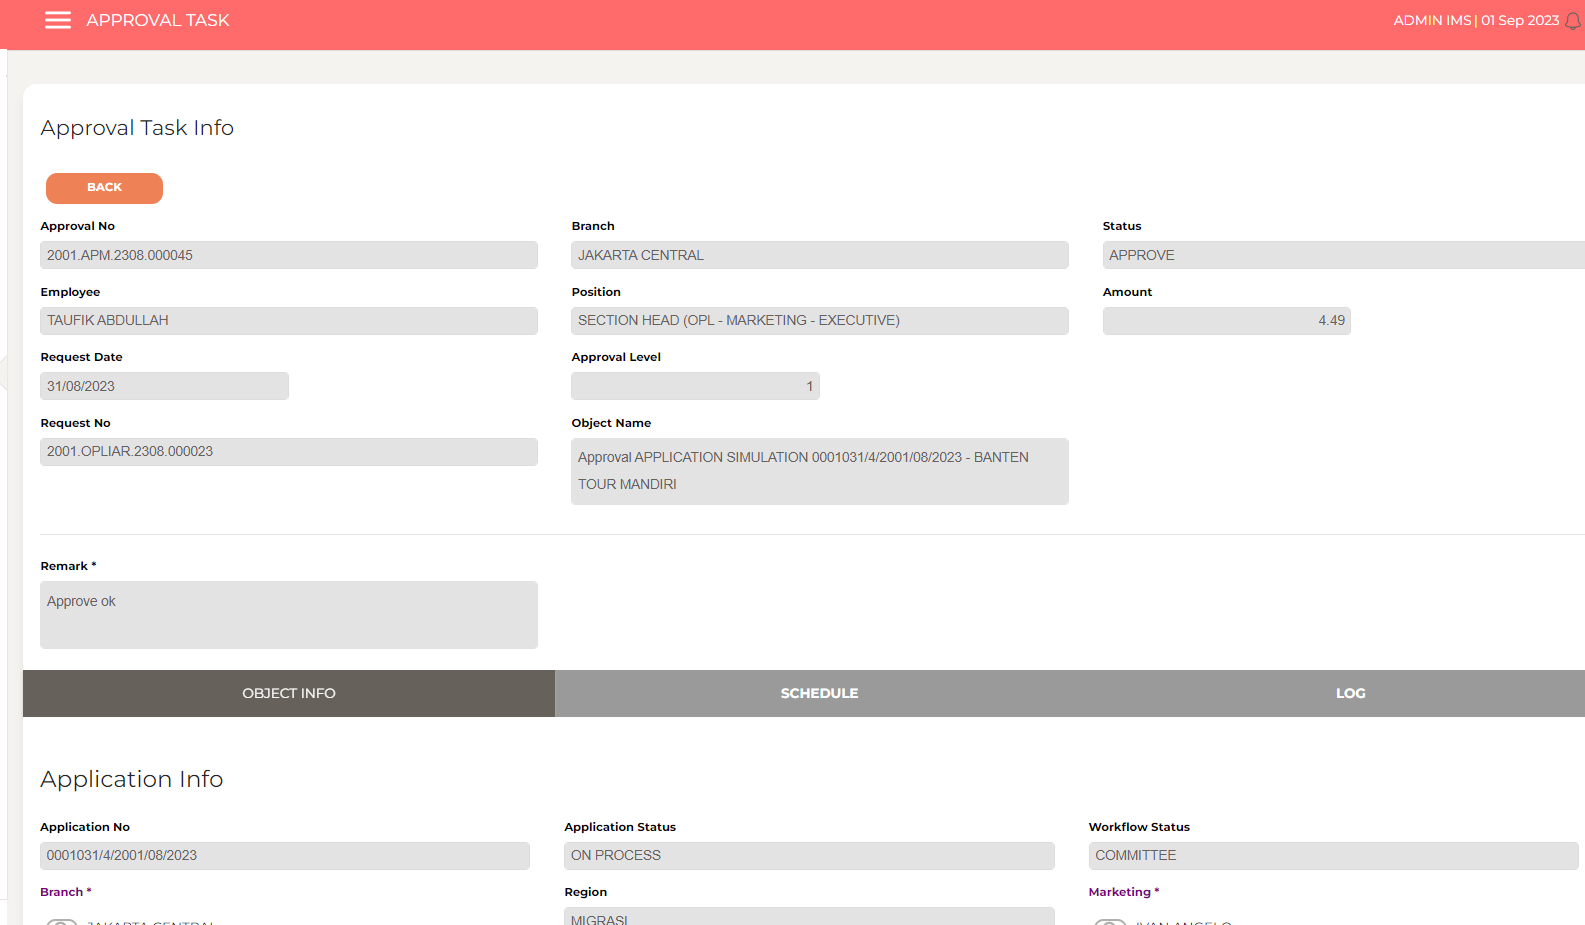 APPROVAL TASK
ADMIN IMS | 01 Sep 2023
Approval Task Info
BACK
Approval No
Branch
Status
2001.APM.2308.000045
JAKARTA CENTRAL
APPROVE
Employee
Position
Amount
TAUFIK ABDULLAH
SECTION HEAD (OPL - MARKETING - EXECUTIVE)
4.49
Request Date
Approval Level
31/08/2023
1
Request No
Object Name
2001.OPLIAR.2308.000023
Approval APPLICATION SIMULATION 0001031/4/2001/08/2023 - BANTEN
TOUR MANDIRI
Remark *
Approve ok
OBJECT INFO
SCHEDULE
LOG
Application Info
Application No
Application Status
Workflow Status
0001031/4/2001/08/2023
ON PROCESS
COMMITTEE
Branch *
Region
Marketing *
JAKARTA CENTRAL
MIGRASI
IVAN ANGELO